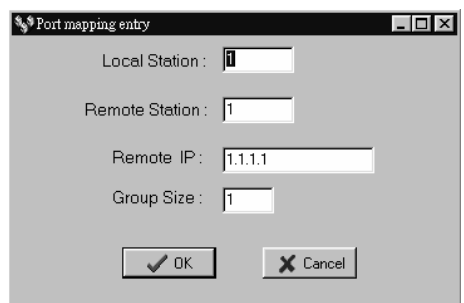 Port mapping entry
Local Station : 1
Remote Station : 1
Remote IP : 1.1.1.1
Group Size : 1
OK Cancel